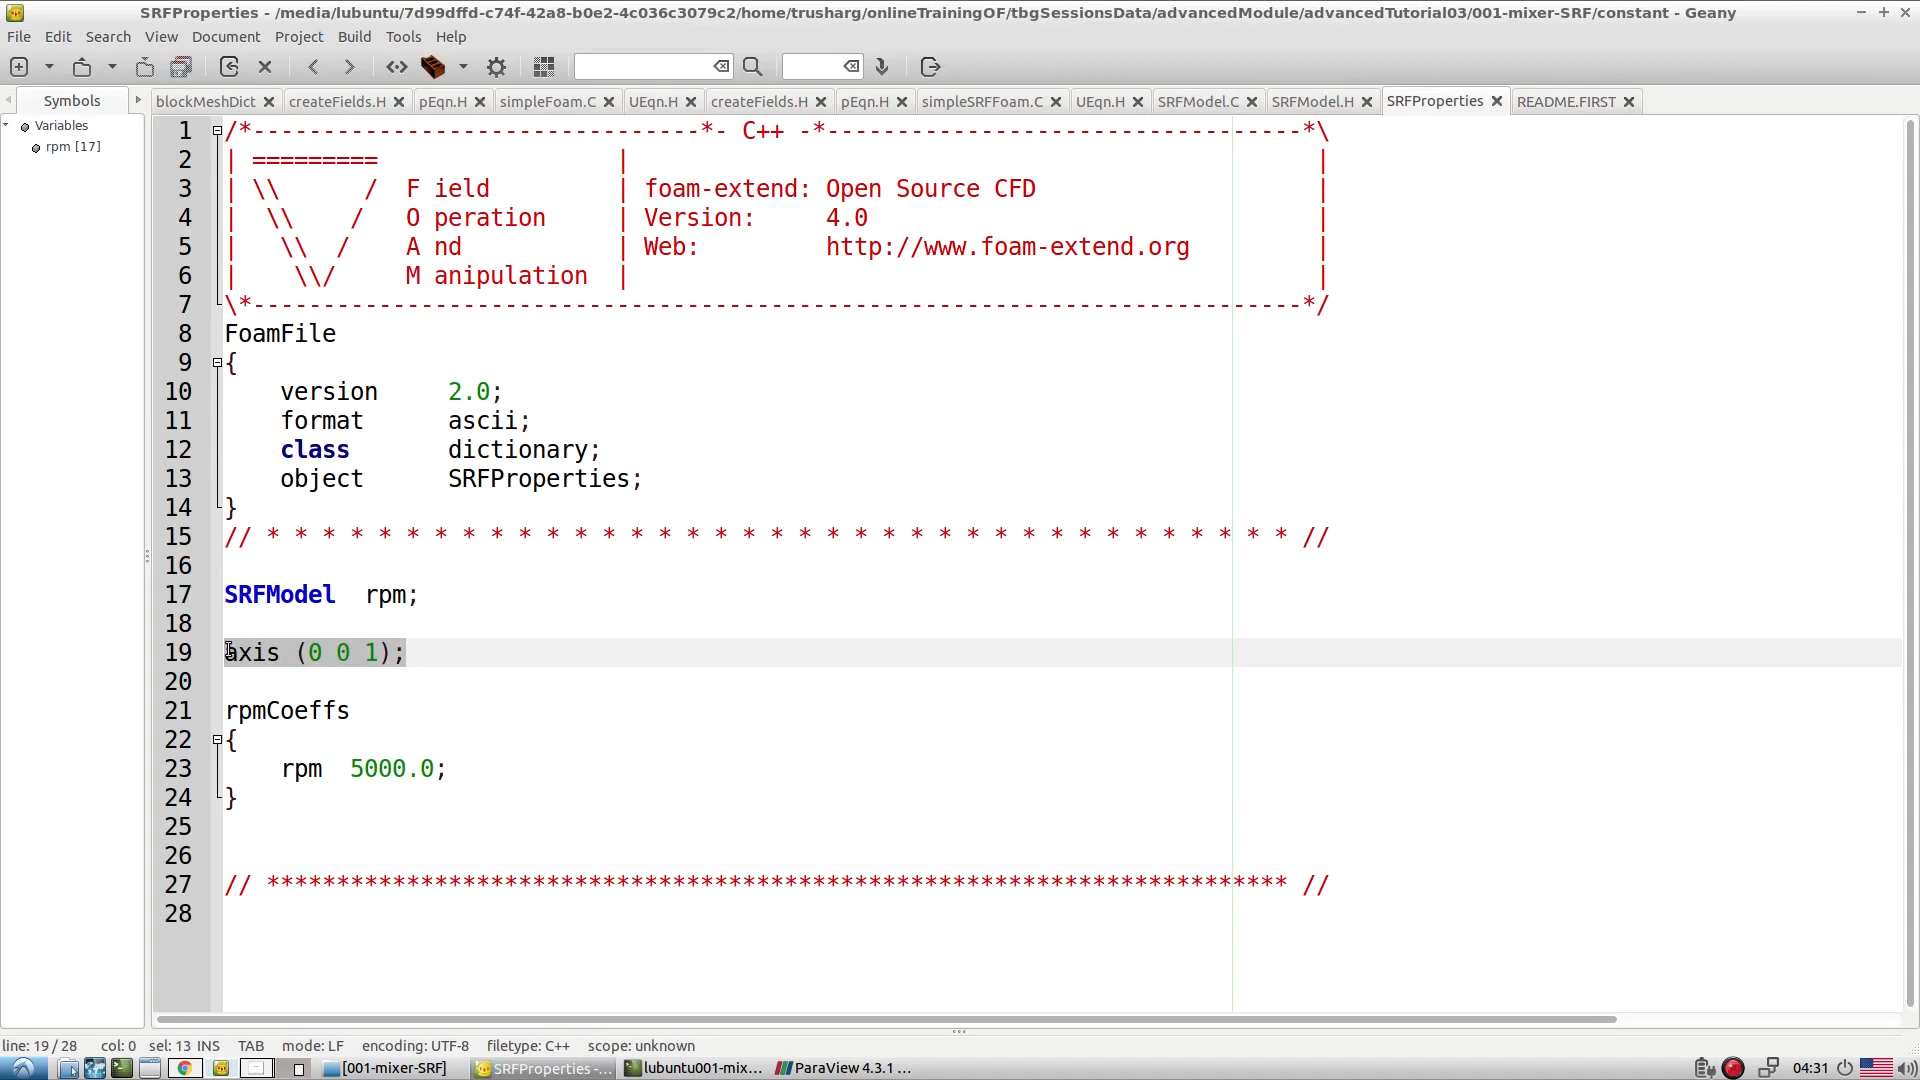 SRFProperties - /media/lubuntu/7d99dffd-c74f-42a8-b0e2-4c036c3079c2/home/trusharg/onlineTrainingOF/tbgSessionsData/advancedModule/advancedTutorial03/001-mixer-SRF/constant - Geany
File Edit Search View Document Project Build Tools Help
Symbols
blockMeshDict createFields.H pEqn.H simpleFoam.C UEqn.H createFields.H pEqn.H simpleSRFFoam.C UEqn.H SRFModel.C SRFModel.H SRFProperties README.FIRST
Variables
rpm [17]
1 /*----------------------------------*- C++ -*----------------------------------*\
2 | ========= | |
3 | \\ / F ield | foam-extend: Open Source CFD |
4 | \\ / O peration | Version: 4.0 |
5 | \\ / A nd | Web: http://www.foam-extend.org |
6 | \\/ M anipulation | |
7 \*---------------------------------------------------------------------------*/
8 FoamFile
9 {
10 version 2.0;
11 format ascii;
12 class dictionary;
13 object SRFProperties;
14 }
15 // * * * * * * * * * * * * * * * * * * * * * * * * * * * * * * * * * * * * * //
16
17 SRFModel rpm;
18
19 axis (0 0 1);
20
21 rpmCoeffs
22 {
23 rpm 5000.0;
24 }
25
26
27 // ************************************************************************* //
28
line: 19 / 28 col: 0 sel: 13 INS TAB mode: LF encoding: UTF-8 filetype: C++ scope: unknown
[001-mixer-SRF] SRFProperties -... lubuntu001-mix... ParaView 4.3.1 ... 04:31